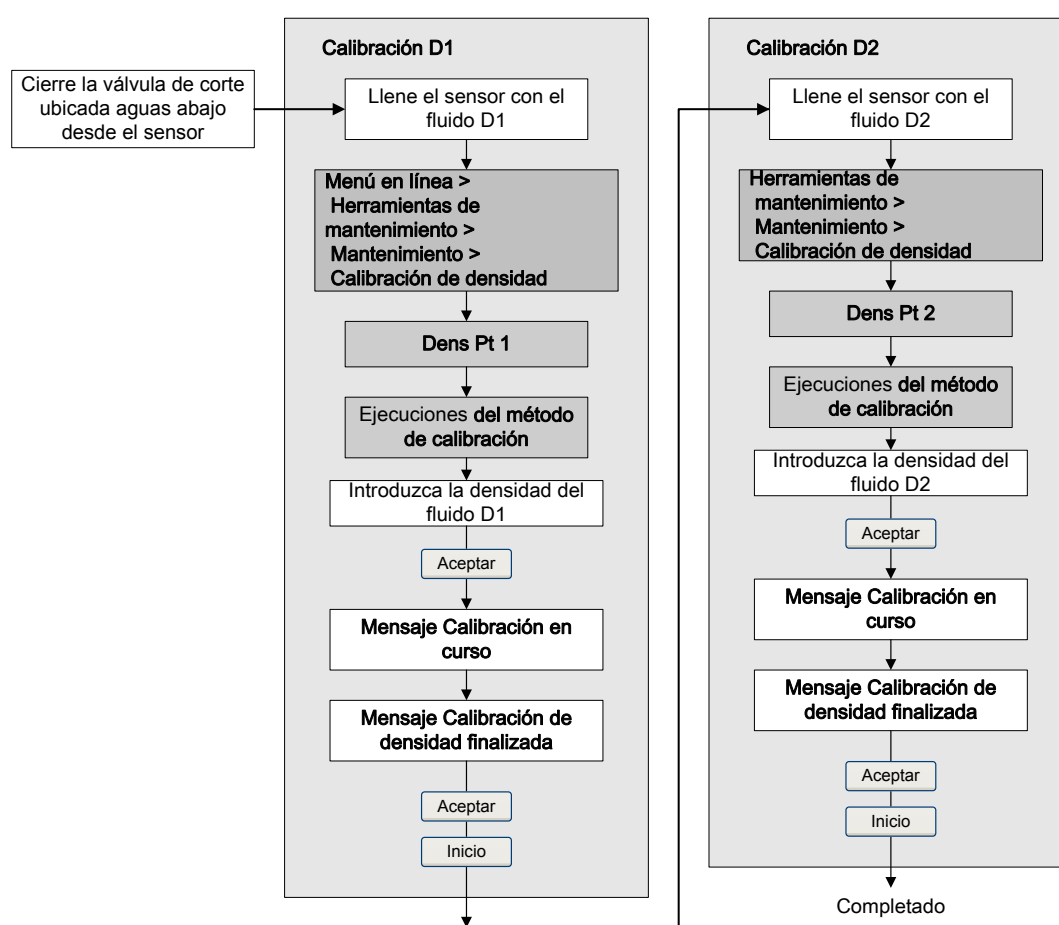 Cierre la válvula de corte
ubicada aguas abajo
desde el sensor
Calibración D1
Llene el sensor con el
fluido D1
Menú en línea >
Herramientas de
mantenimiento >
Mantenimiento >
Calibración de densidad
Dens Pt 1
Ejecuciones del método
de calibración
Introduzca la densidad del
fluido D1
Aceptar
Mensaje Calibración en
curso
Mensaje Calibración de
densidad finalizada
Aceptar
Inicio
Calibración D2
Llene el sensor con el
fluido D2
Herramientas de
mantenimiento >
Mantenimiento >
Calibración de densidad
Dens Pt 2
Ejecuciones del método
de calibración
Introduzca la densidad del
fluido D2
Aceptar
Mensaje Calibración en
curso
Mensaje Calibración de
densidad finalizada
Aceptar
Inicio
Completado